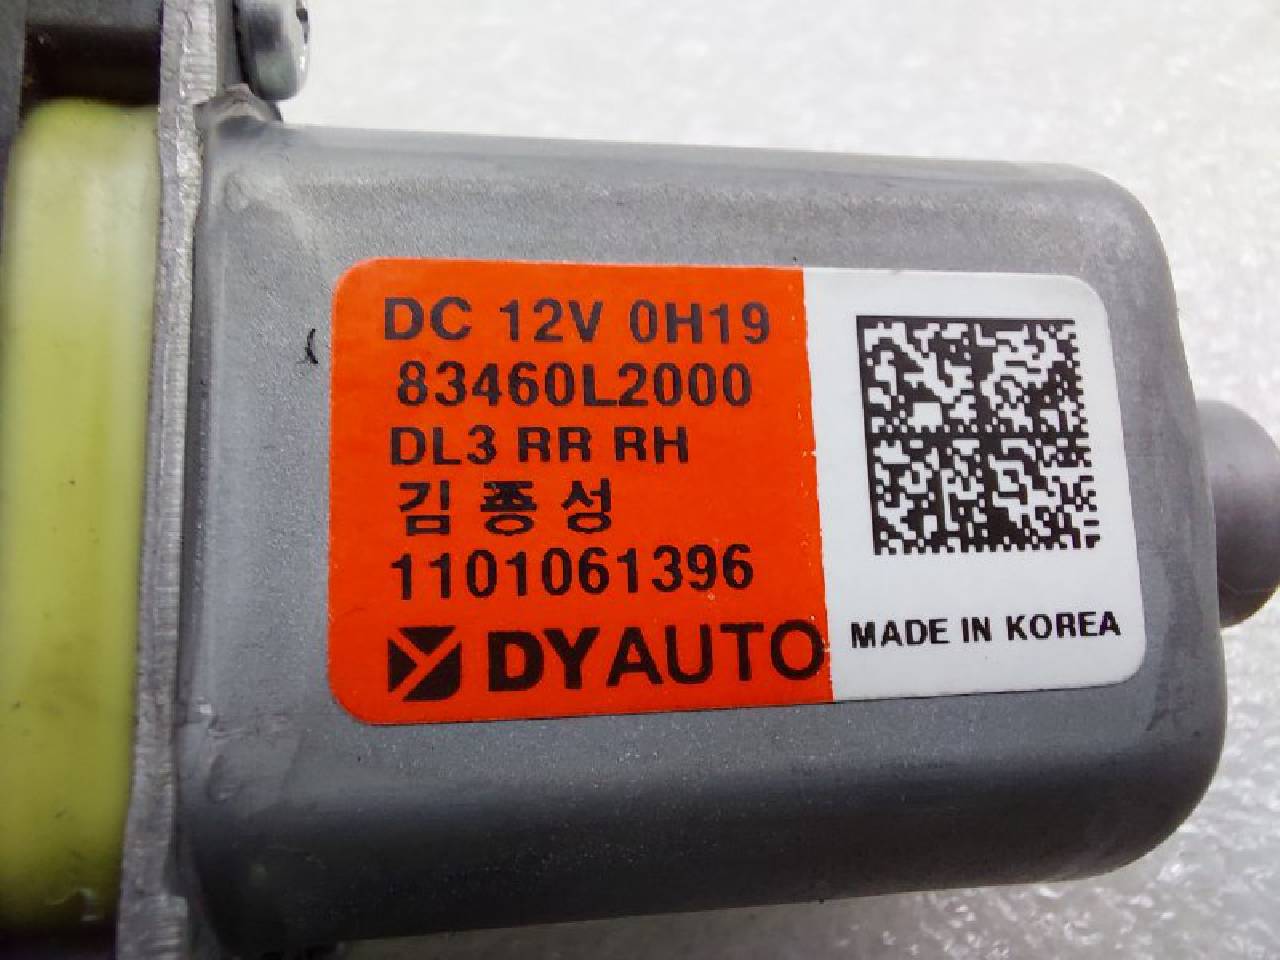 DC 12V 0H19
83460L2000
DL3 RR RH
김종성
1101061396
DYAUTO
MADE IN KOREA